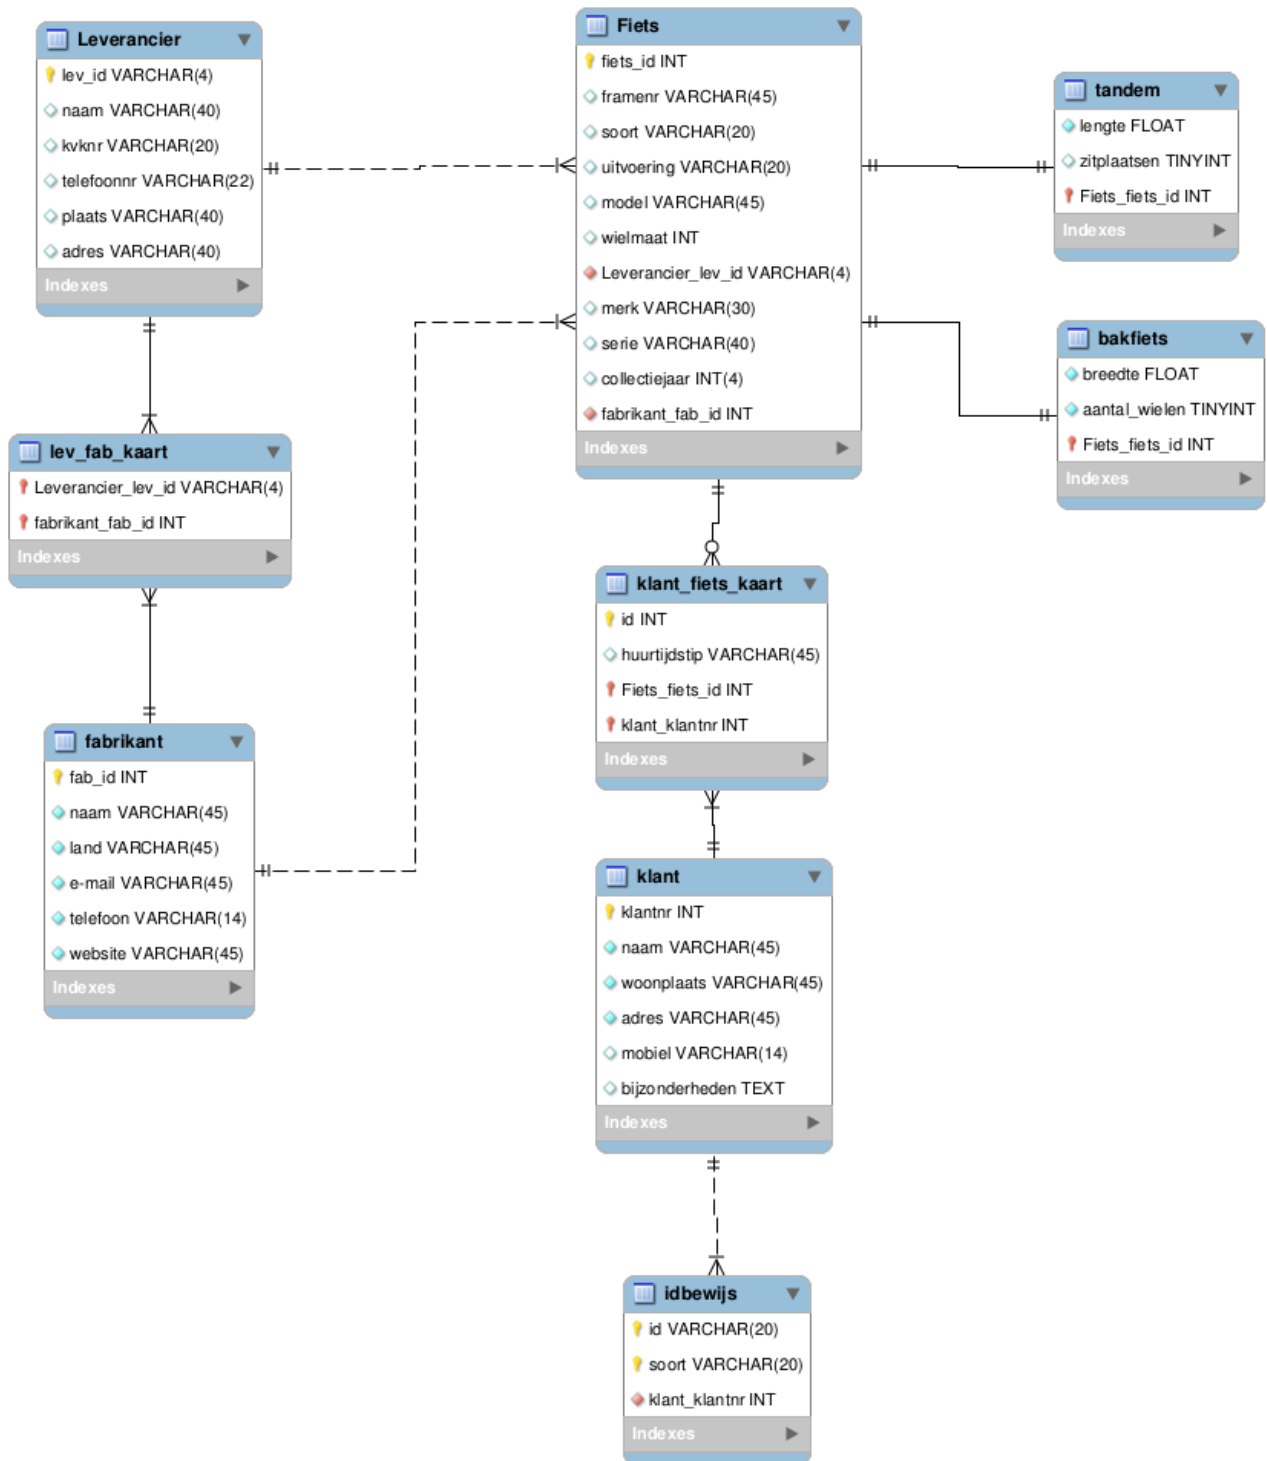 Leverancier
lev_id VARCHAR(4)
naam VARCHAR(40)
kvknr VARCHAR(20)
telefoonnr VARCHAR(22)
plaats VARCHAR(40)
adres VARCHAR(40)
Indexes
Fiets
fiets_id INT
framenr VARCHAR(45)
soort VARCHAR(20)
uitvoering VARCHAR(20)
model VARCHAR(45)
wielmaat INT
Leverancier_lev_id VARCHAR(4)
merk VARCHAR(30)
serie VARCHAR(40)
collectiejaar INT(4)
fabrikant_fab_id INT
Indexes
tandem
lengte FLOAT
zitplaatsen TINYINT
Fiets_fiets_id INT
Indexes
bakfiets
breedte FLOAT
aantal_wielen TINYINT
Fiets_fiets_id INT
Indexes
lev_fab_kaart
Leverancier_lev_id VARCHAR(4)
fabrikant_fab_id INT
Indexes
klant_fiets_kaart
id INT
huurtijdstip VARCHAR(45)
Fiets_fiets_id INT
klant_klantnr INT
Indexes
fabrikant
fab_id INT
naam VARCHAR(45)
land VARCHAR(45)
e-mail VARCHAR(45)
telefoon VARCHAR(14)
website VARCHAR(45)
Indexes
klant
klantnr INT
naam VARCHAR(45)
woonplaats VARCHAR(45)
adres VARCHAR(45)
mobiel VARCHAR(14)
bijzonderheden TEXT
Indexes
idbewijs
id VARCHAR(20)
soort VARCHAR(20)
klant_klantnr INT
Indexes